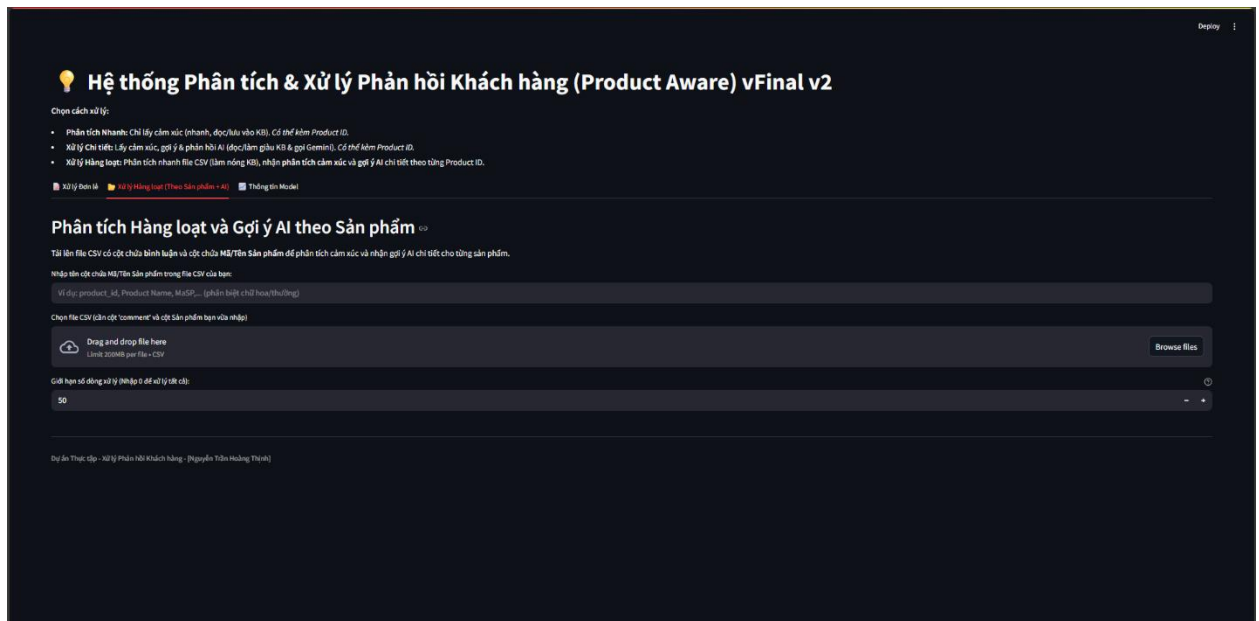 Deploy
Hệ thống Phân tích & Xử lý Phản hồi Khách hàng (Product Aware) vFinal v2
Chọn cách xử lý:
• Phân tích Nhanh: Chỉ lấy cảm xúc (nhanh, đọc/lưu vào KB). Có thể kèm Product ID.
• Xử lý Chi tiết: Lấy cảm xúc, gợi ý & phản hồi AI (đọc/làm giàu KB & gọi Gemini). Có thể kèm Product ID.
• Xử lý Hàng loạt: Phân tích nhanh file CSV (làm nóng KB), nhận phân tích cảm xúc và gợi ý AI chi tiết theo từng Product ID.
Xử lý Đơn lẻ Xử lý Hàng loạt (Theo Sản phẩm + AI) Thông tin Model
Phân tích Hàng loạt và Gợi ý AI theo Sản phẩm
Tải lên file CSV có cột chứa bình luận và cột chứa Mã/Tên Sản phẩm để phân tích cảm xúc và nhận gợi ý AI chi tiết cho từng sản phẩm.
Nhập tên cột chứa Mã/Tên Sản phẩm trong file CSV của bạn:
Ví dụ: product_id, Product Name, MaSP,... (phân biệt chữ hoa/thường)
Chọn file CSV (cần cột 'comment' và cột Sản phẩm bạn vừa nhập)
Drag and drop file here
Limit 200MB per file • CSV
Browse files
Giới hạn số dòng xử lý (Nhập 0 để xử lý tất cả):
50
Dự án Thực tập - Xử lý Phản hồi Khách hàng - [Nguyễn Trần Hoàng Thịnh]